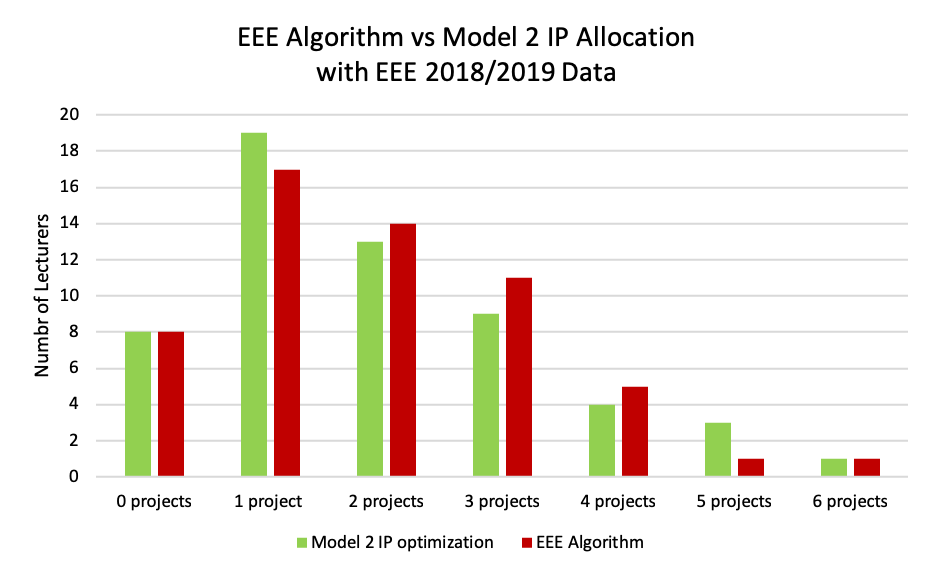 EEE Algorithm vs Model 2 IP Allocation
with EEE 2018/2019 Data
Numbr of Lecturers
20
18
16
14
12
10
8
6
4
2
0
0 projects
1 project
2 projects
3 projects
4 projects
5 projects
6 projects
Model 2 IP optimization
EEE Algorithm